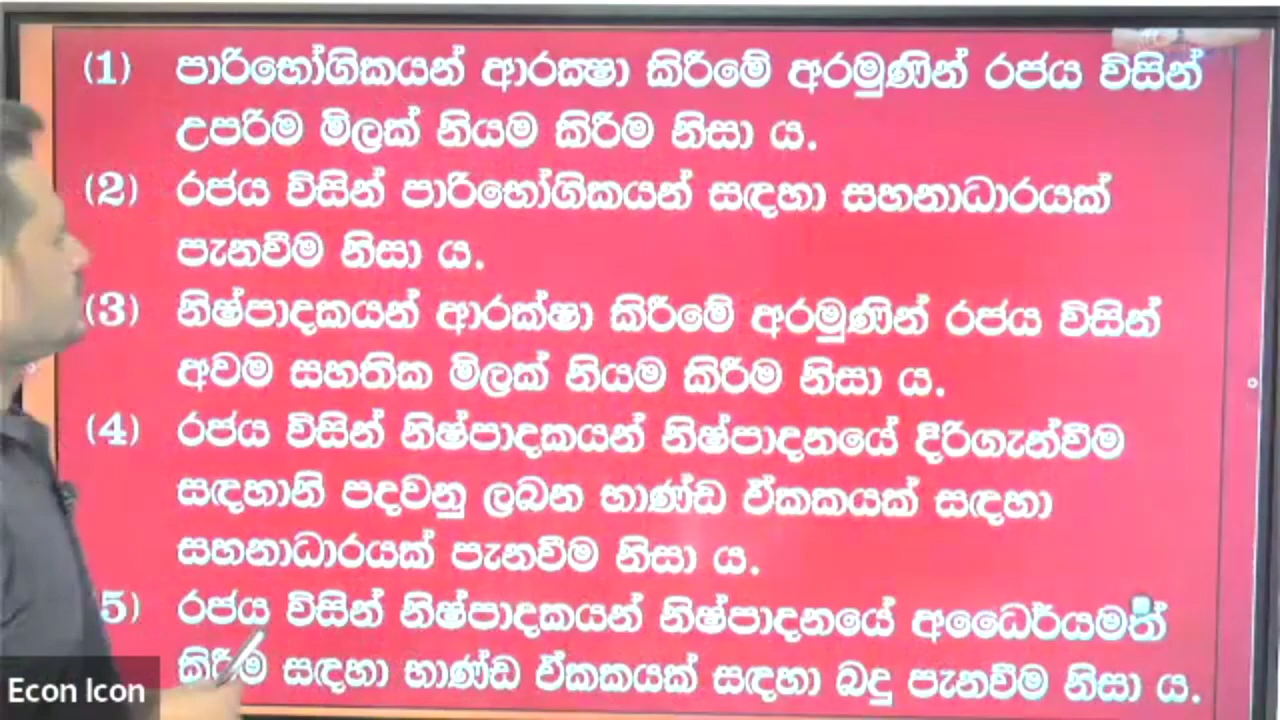 (1) පාරිභෝගිකයන් ආරක්‍ෂා කිරීමේ අරමුණින් රජය විසින්
උපරිම මිලක් නියම කිරීම නිසා ය.
(2) රජය විසින් පාරිභෝගිකයන් සඳහා සහනාධාරයක්
පැනවීම නිසා ය.
(3) නිෂ්පාදකයන් ආරක්ෂා කිරීමේ අරමුණින් රජය විසින්
අවම සහතික මිලක් නියම කිරීම නිසා ය.
(4) රජය විසින් නිෂ්පාදකයන් නිෂ්පාදනයේ දිරිගැන්වීම
සඳහානි පදවනු ලබන භාණ්ඩ ඒකකයක් සඳහා
සහනාධාරයක් පැනවීම නිසා ය.
5) රජය විසින් නිෂ්පාදකයන් නිෂ්පාදනයේ අධෛර්යමත්
කිරීම සඳහා භාණ්ඩ ඒකකයක් සඳහා බදු පැනවීම නිසා ය.
Econ Icon